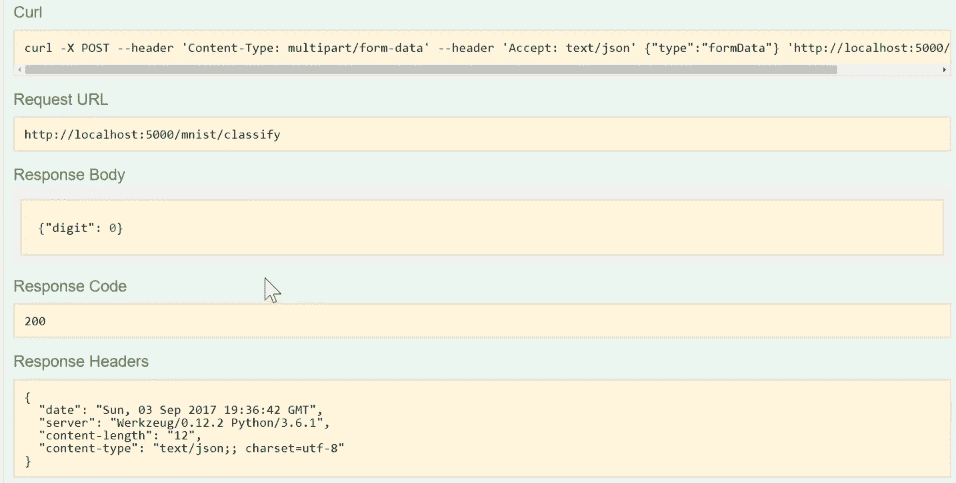 Curl
curl -X POST --header 'Content-Type: multipart/form-data' --header 'Accept: text/json' {"type":"formData"} 'http://localhost:5000/
Request URL
http://localhost:5000/mnist/classify
Response Body
{"digit": 0}
Response Code
200
Response Headers
{
  "date": "Sun, 03 Sep 2017 19:36:42 GMT",
  "server": "Werkzeug/0.12.2 Python/3.6.1",
  "content-length": "12",
  "content-type": "text/json;; charset=utf-8"
}